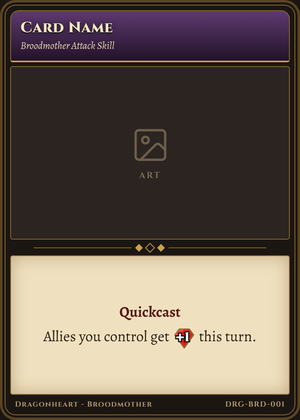 Card Name
Broodmother Attack Skill
ART
Quickcast
Allies you control get +1 this turn.
Dragonheart - Broodmother
DRG-BRD-001